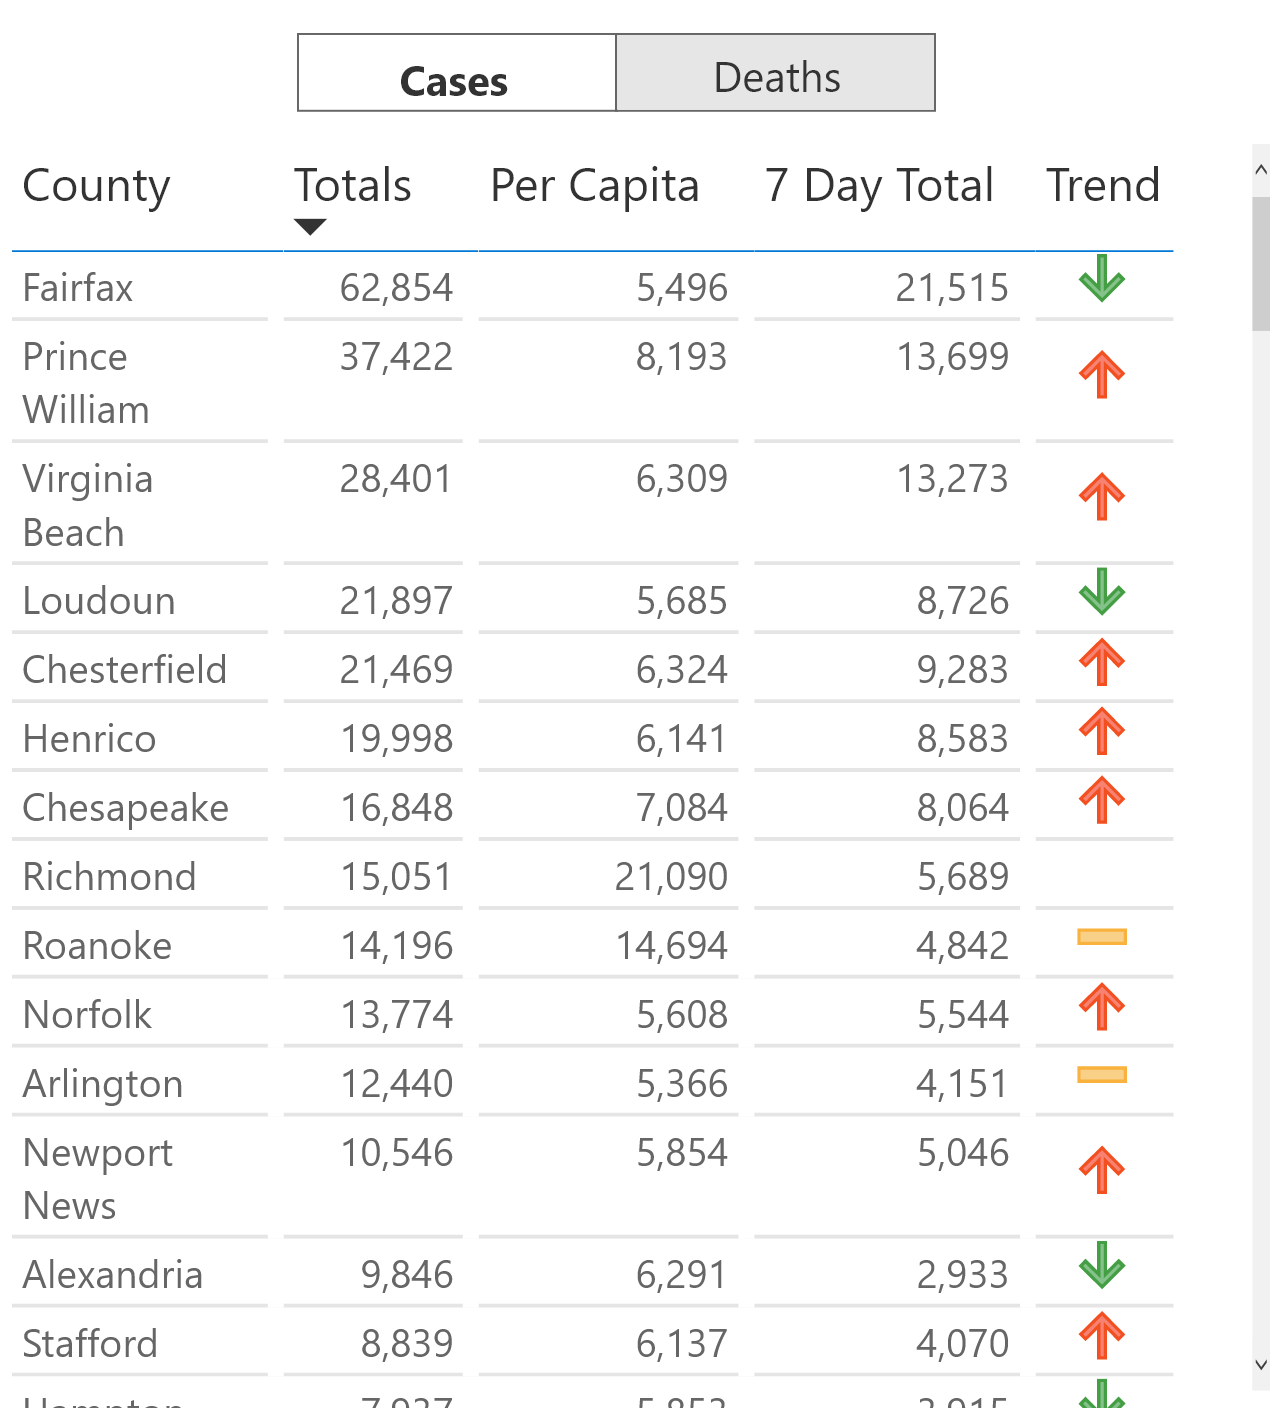 Cases Deaths
County Totals Per Capita 7 Day Total Trend
Fairfax 62,854 5,496 21,515
Prince 37,422 8,193 13,699
William
Virginia 28,401 6,309 13,273
Beach
Loudoun 21,897 5,685 8,726
Chesterfield 21,469 6,324 9,283
Henrico 19,998 6,141 8,583
Chesapeake 16,848 7,084 8,064
Richmond 15,051 21,090 5,689
Roanoke 14,196 14,694 4,842
Norfolk 13,774 5,608 5,544
Arlington 12,440 5,366 4,151
Newport 10,546 5,854 5,046
News
Alexandria 9,846 6,291 2,933
Stafford 8,839 6,137 4,070